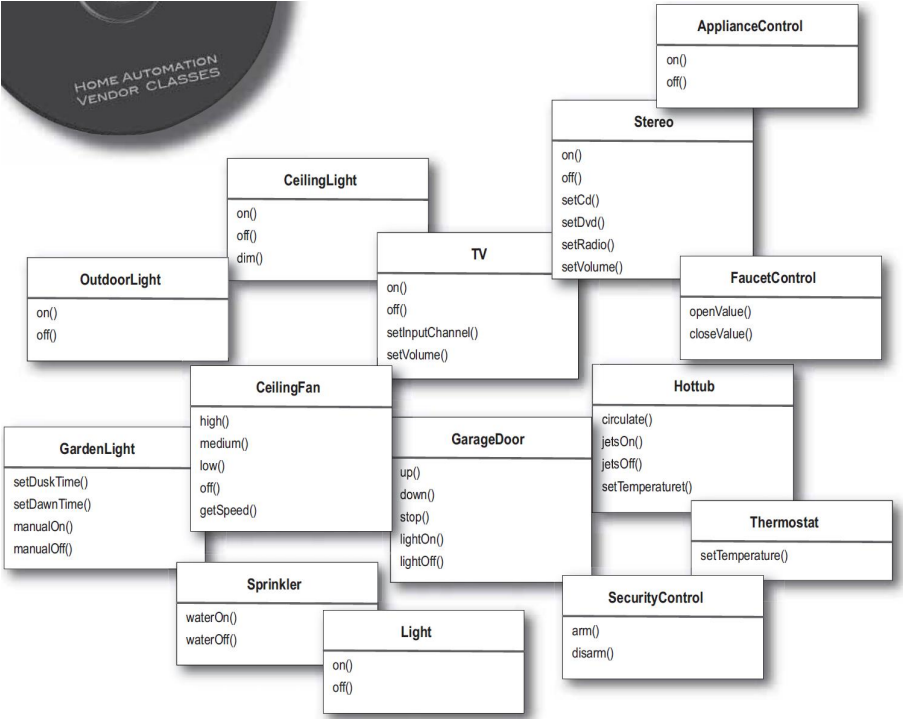 HOME AUTOMATION
VENDOR CLASSES
ApplianceControl
on()
off()
Stereo
on()
off()
setCd()
setDvd()
setRadio()
setVolume()
CeilingLight
on()
off()
dim()
TV
on()
off()
setInputChannel()
setVolume()
OutdoorLight
on()
off()
FaucetControl
openValue()
closeValue()
CeilingFan
high()
medium()
low()
off()
getSpeed()
Hottub
circulate()
jetsOn()
jetsOff()
setTemperaturet()
GardenLight
setDuskTime()
setDawnTime()
manualOn()
manualOff()
GarageDoor
up()
down()
stop()
lightOn()
lightOff()
Thermostat
setTemperature()
Sprinkler
waterOn()
waterOff()
SecurityControl
arm()
disarm()
Light
on()
off()